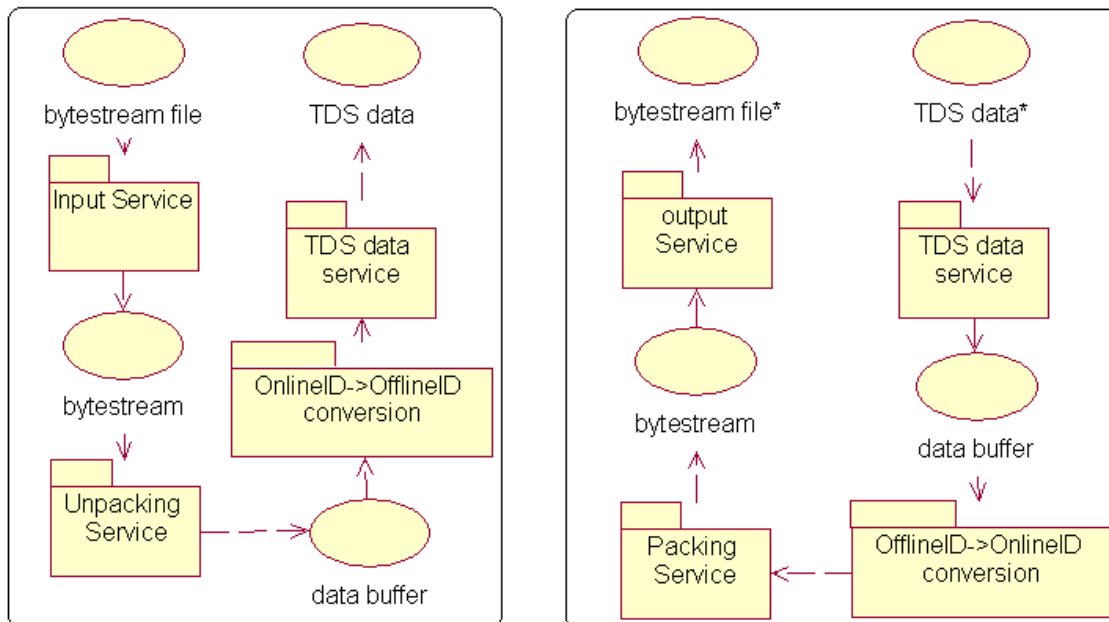 bytestream file
Input Service
bytestream
Unpacking
Service
TDS data
TDS data
service
OnlineID->OfflineID
conversion
data buffer
bytestream file*
output
Service
bytestream
Packing
Service
TDS data*
TDS data
service
data buffer
OfflineID->OnlineID
conversion